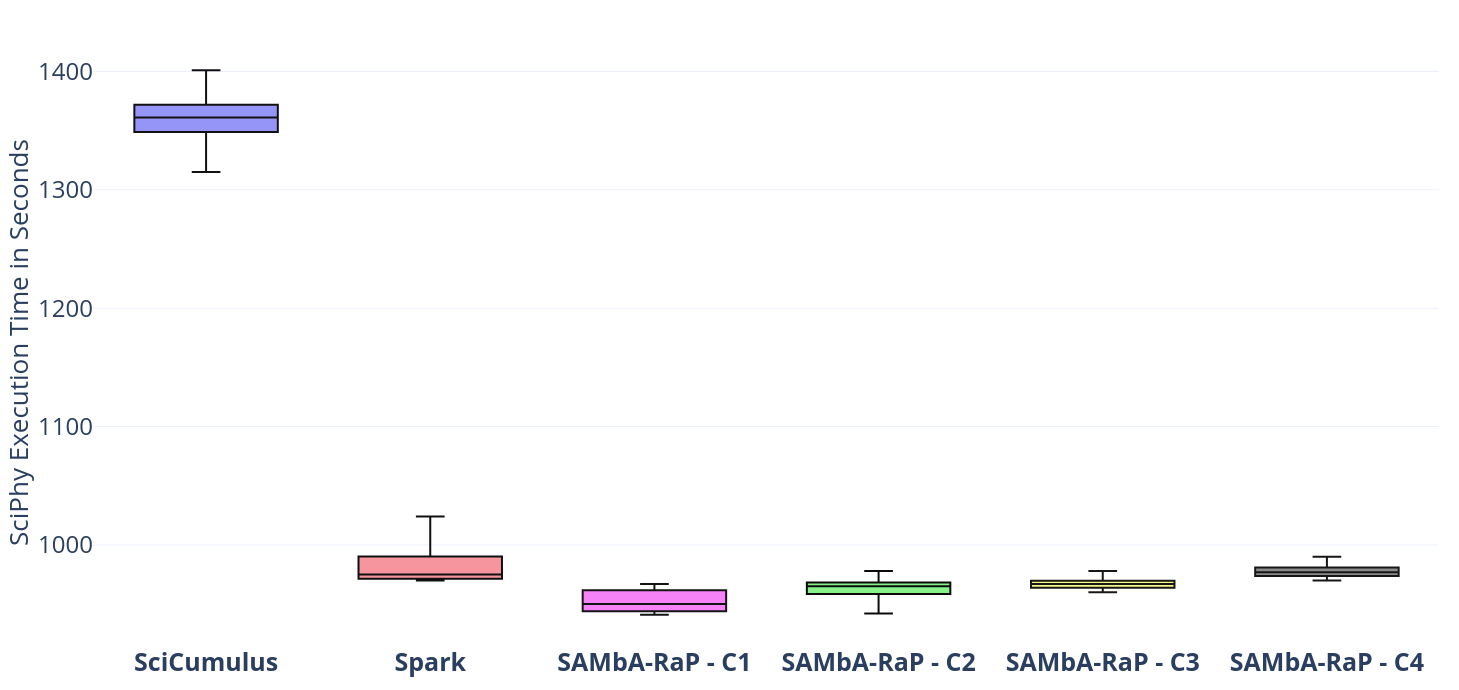 SciPhy Execution Time in Seconds
1400
1300
1200
1100
1000
SciCumulus
Spark
SAMbA-RaP - C1
SAMbA-RaP - C2
SAMbA-RaP - C3
SAMbA-RaP - C4